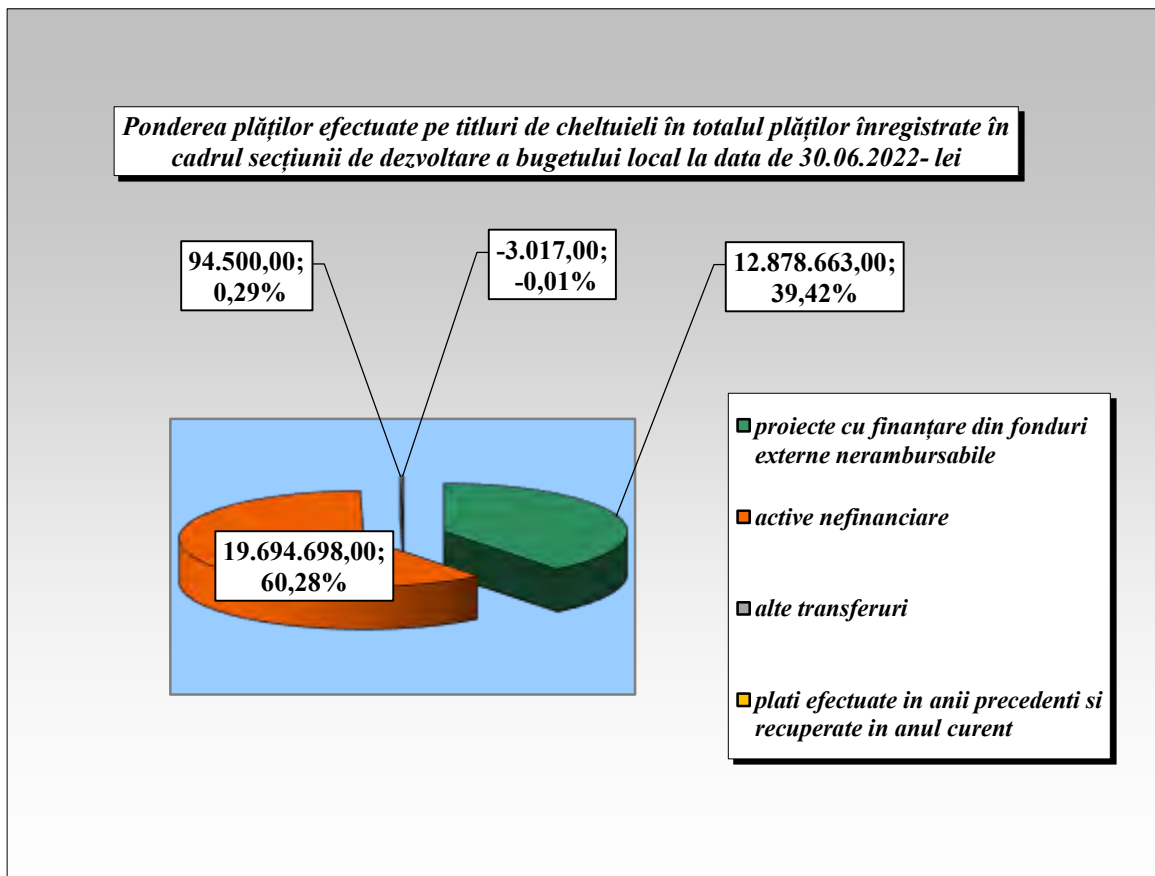 Ponderea plăților efectuate pe titluri de cheltuieli în totalul plăților înregistrate în
cadrul secțiunii de dezvoltare a bugetului local la data de 30.06.2022- lei
94.500,00;
0,29%
-3.017,00;
-0,01%
12.878.663,00;
39,42%
19.694.698,00;
60,28%
proiecte cu finanțare din fonduri
externe nerambursabile
active nefinanciare
alte transferuri
plati efectuate in anii precedenti si
recuperate in anul curent